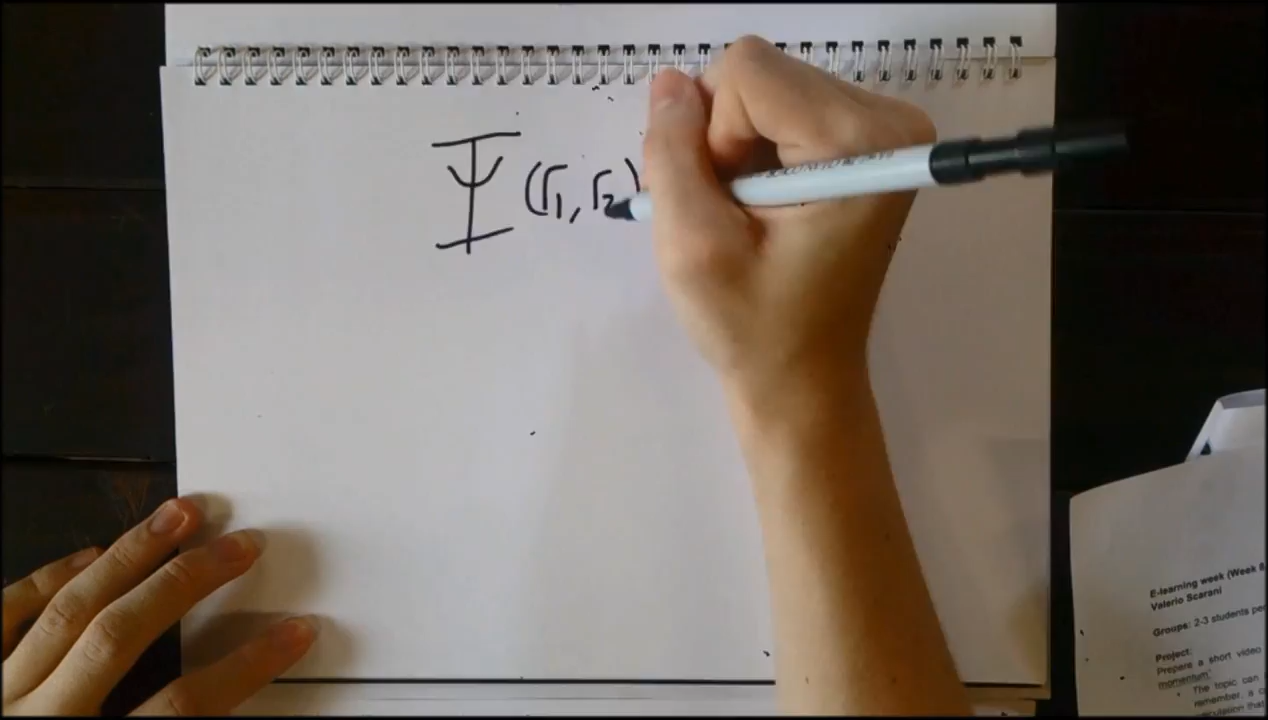 Ψ (r₁, r₂)
E-learning week (Week 8
Valerio Scarani
Groups: 2-3 students pe
Project:
Prepare a short video
momentum"
• The topic can
remember, a c